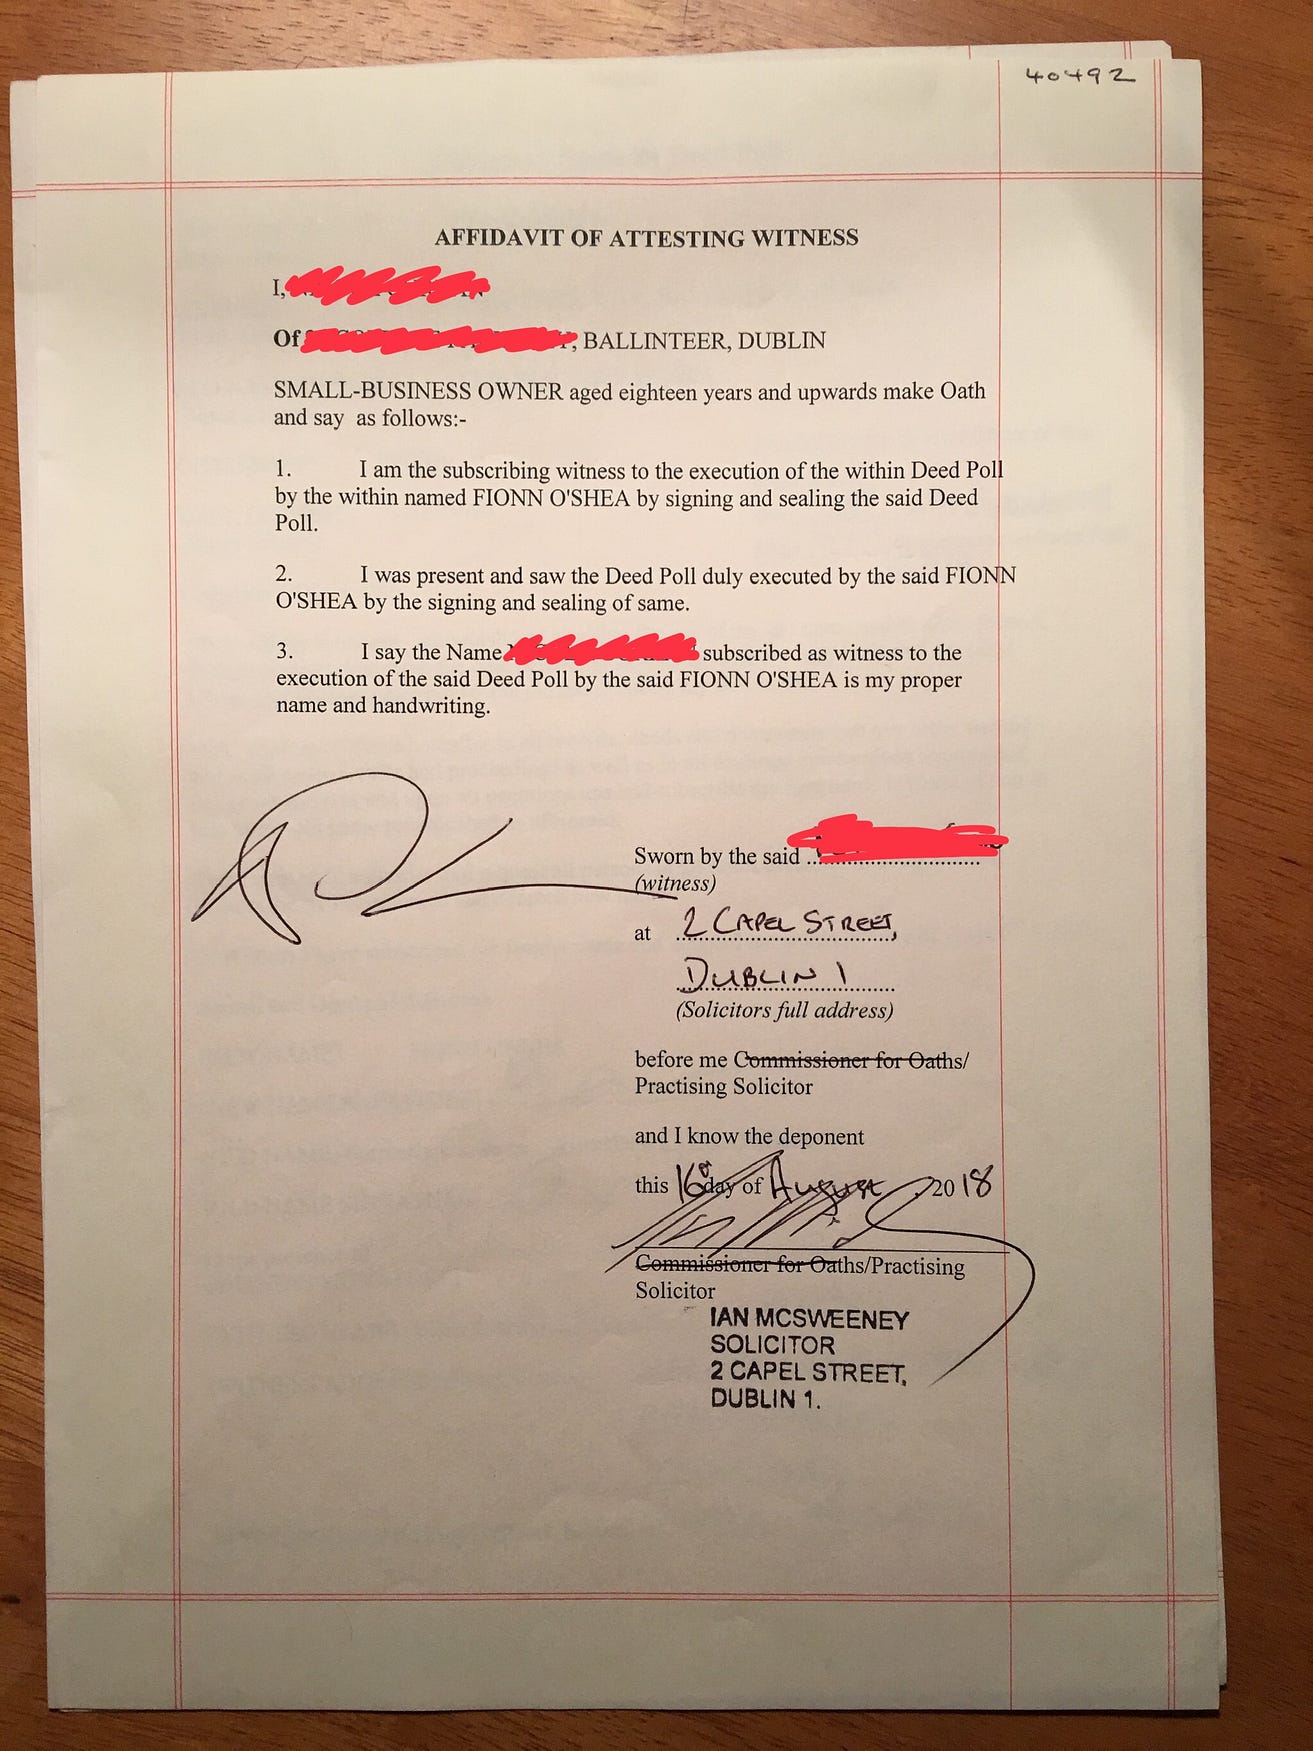 40492
AFFIDAVIT OF ATTESTING WITNESS
I,
Of , BALLINTEER, DUBLIN
SMALL-BUSINESS OWNER aged eighteen years and upwards make Oath
and say as follows:-
1. I am the subscribing witness to the execution of the within Deed Poll
by the within named FIONN O'SHEA by signing and sealing the said Deed
Poll.
2. I was present and saw the Deed Poll duly executed by the said FIONN
O'SHEA by the signing and sealing of same.
3. I say the Name subscribed as witness to the
execution of the said Deed Poll by the said FIONN O'SHEA is my proper
name and handwriting.
Sworn by the said
(witness)
at 2 CAPEL STREET,
DUBLIN 1
(Solicitors full address)
before me Commissioner for Oaths/
Practising Solicitor
and I know the deponent
this 16th day of August 2018
Commissioner for Oaths/Practising
Solicitor
IAN MCSWEENEY
SOLICITOR
2 CAPEL STREET,
DUBLIN 1.